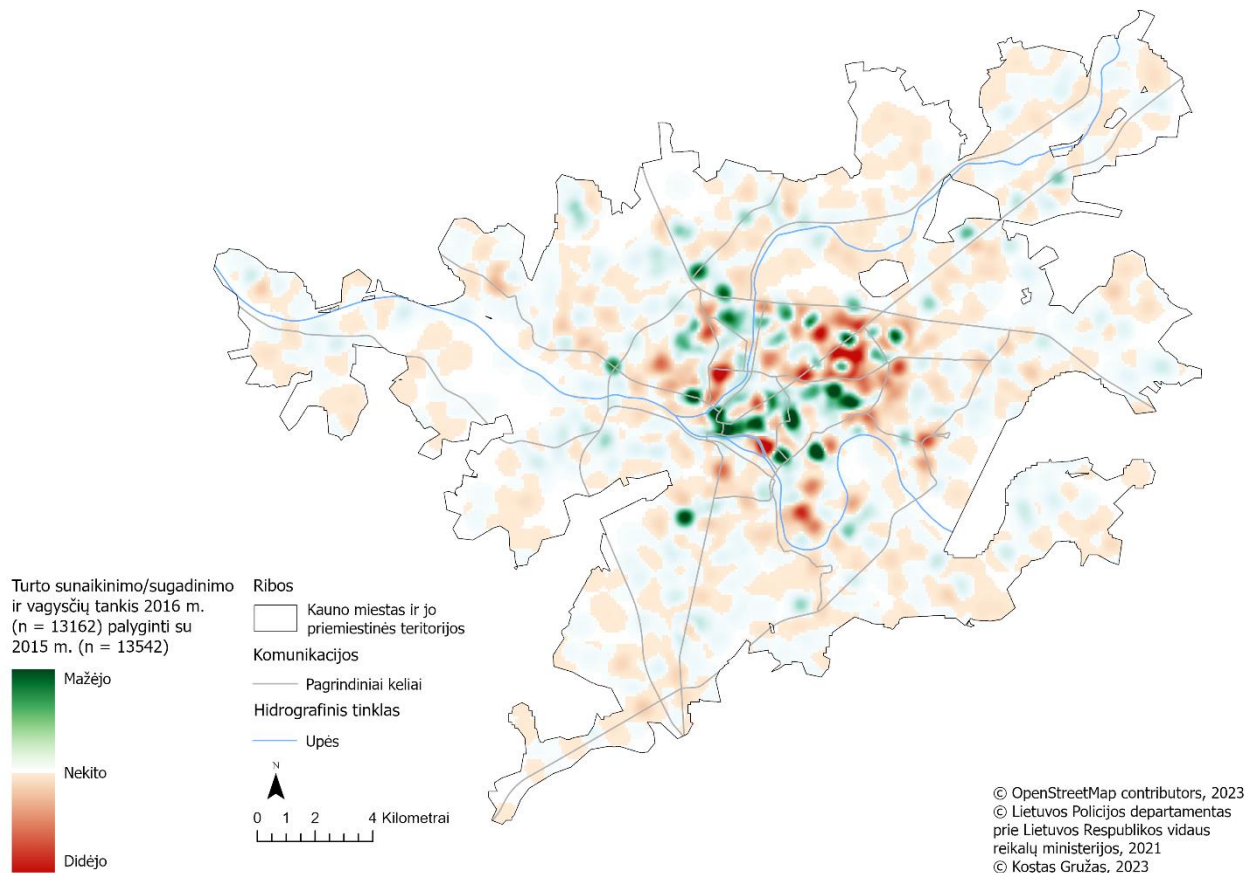 Turto sunaikinimo/sugadinimo
ir vagysčių tankis 2016 m.
(n = 13162) palyginti su
2015 m. (n = 13542)
Mažėjo
Nekito
Didėjo
Ribos
Kauno miestas ir jo
priemiestinės teritorijos
Komunikacijos
Pagrindiniai keliai
Hidrografinis tinklas
Upės
N
0 1 2 4 Kilometrai
© OpenStreetMap contributors, 2023
© Lietuvos Policijos departamentas
prie Lietuvos Respublikos vidaus
reikalų ministerijos, 2021
© Kostas Gružas, 2023